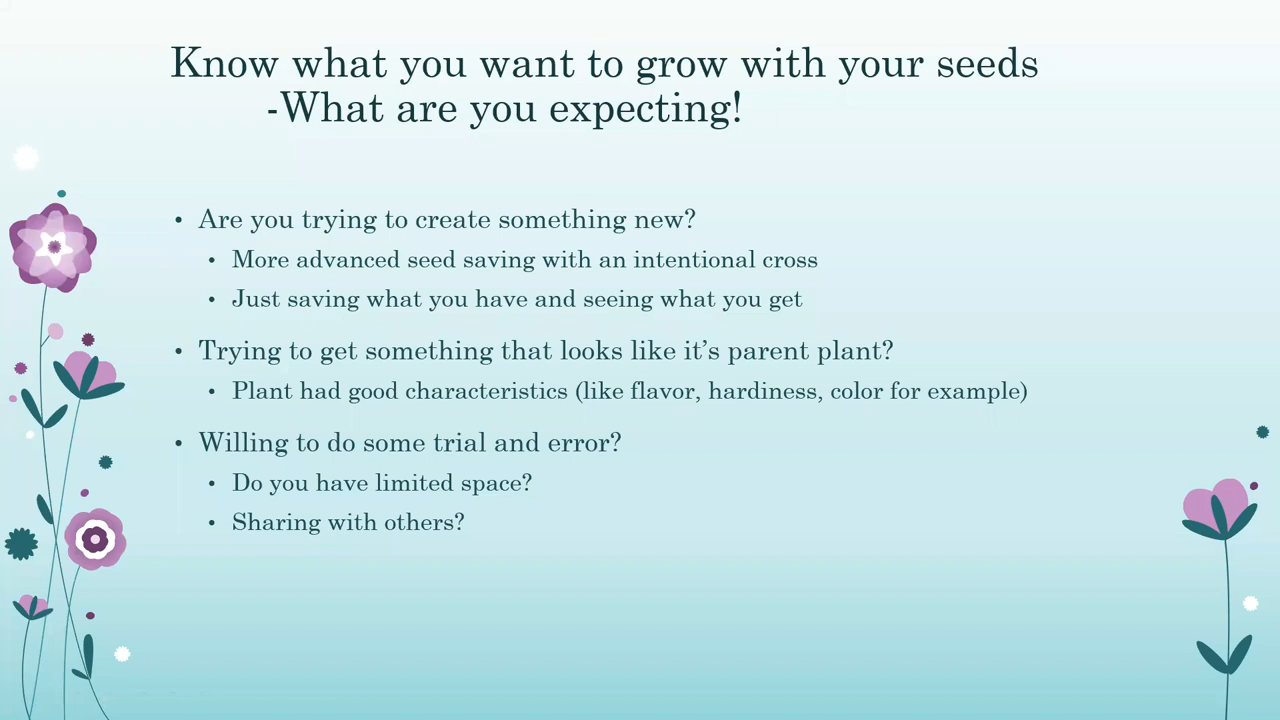 Know what you want to grow with your seeds
-What are you expecting!
• Are you trying to create something new?
• More advanced seed saving with an intentional cross
• Just saving what you have and seeing what you get
• Trying to get something that looks like it’s parent plant?
• Plant had good characteristics (like flavor, hardiness, color for example)
• Willing to do some trial and error?
• Do you have limited space?
• Sharing with others?